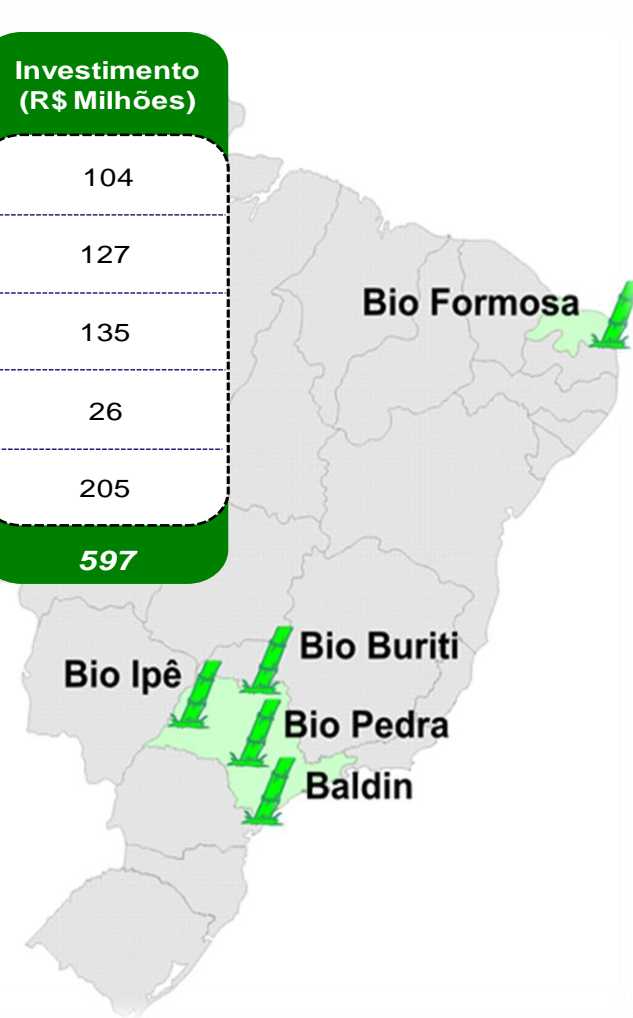 Investimento
(R$ Milhões)
104
127
135
26
205
597
Bio Formosa
Bio Buriti
Bio Ipê
Bio Pedra
Baldin